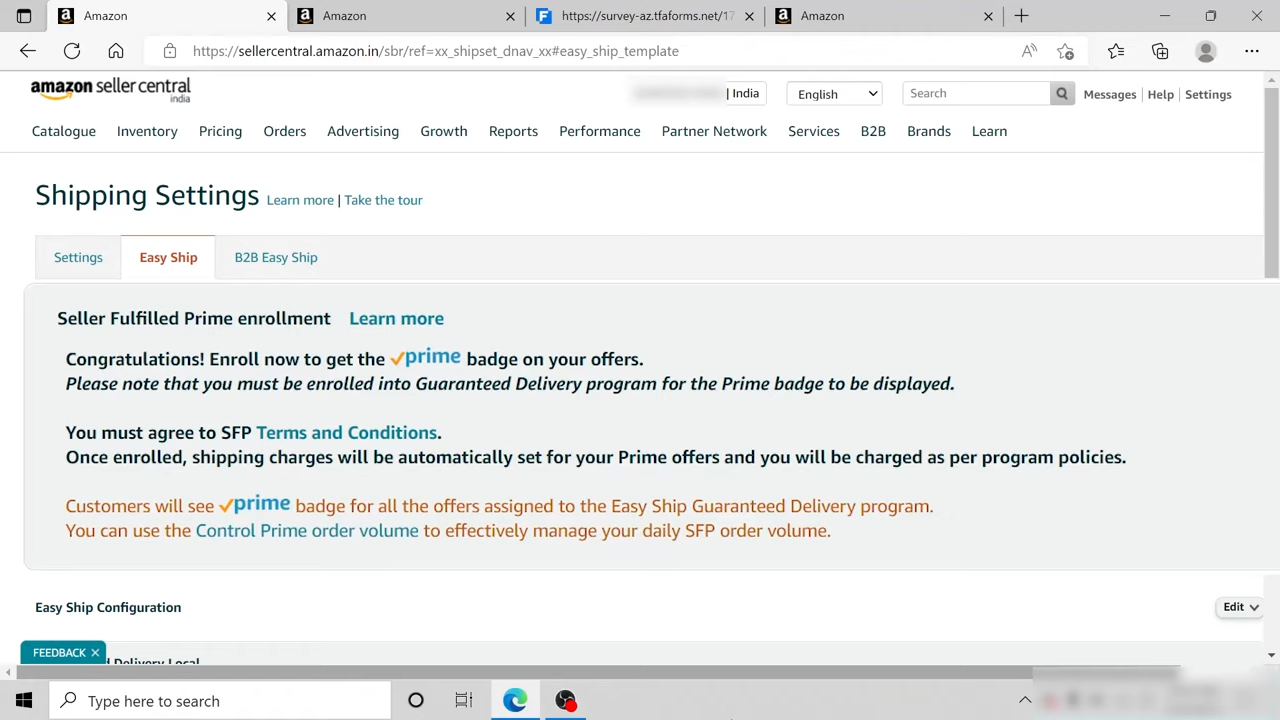 Amazon
Amazon
https://survey-az.tfaforms.net/17
Amazon
https://sellercentral.amazon.in/sbr/ref=xx_shipset_dnav_xx#easy_ship_template
amazon seller central
india
| India
English
Search
Messages | Help | Settings
Catalogue Inventory Pricing Orders Advertising Growth Reports Performance Partner Network Services B2B Brands Learn
Shipping Settings Learn more | Take the tour
Settings Easy Ship B2B Easy Ship
Seller Fulfilled Prime enrollment Learn more
Congratulations! Enroll now to get the prime badge on your offers.
Please note that you must be enrolled into Guaranteed Delivery program for the Prime badge to be displayed.
You must agree to SFP Terms and Conditions.
Once enrolled, shipping charges will be automatically set for your Prime offers and you will be charged as per program policies.
Customers will see prime badge for all the offers assigned to the Easy Ship Guaranteed Delivery program.
You can use the Control Prime order volume to effectively manage your daily SFP order volume.
Easy Ship Configuration
Edit
FEEDBACK
Delivery Local
Type here to search